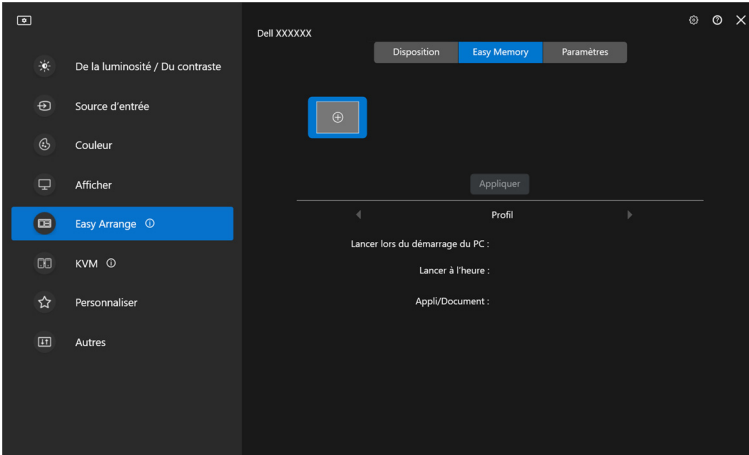 Dell XXXXXX
De la luminosité / Du contraste
Source d'entrée
Couleur
Afficher
Easy Arrange
KVM
Personnaliser
Autres
Disposition
Easy Memory
Paramètres
Appliquer
Profil
Lancer lors du démarrage du PC :
Lancer à l'heure :
Appli/Document :